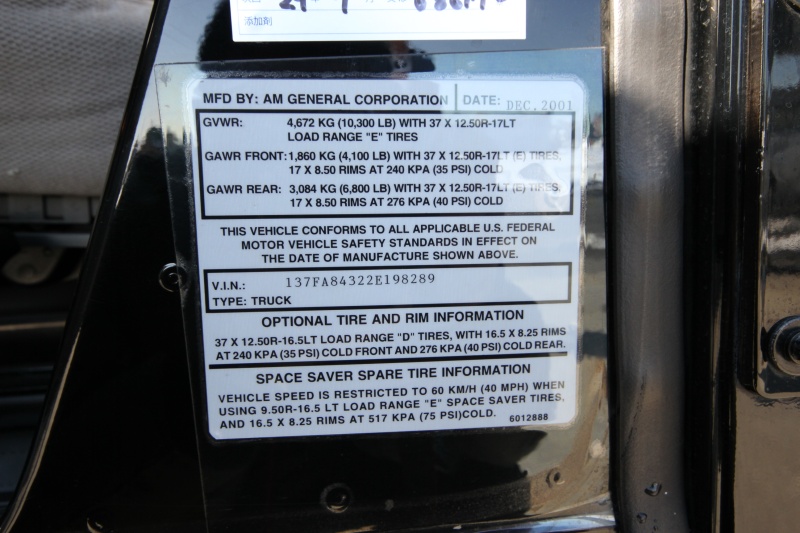 添加剤
MFD BY: AM GENERAL CORPORATION DATE: DEC. 2001
GVWR: 4,672 KG (10,300 LB) WITH 37 X 12.50R-17LT
LOAD RANGE "E" TIRES
GAWR FRONT: 1,860 KG (4,100 LB) WITH 37 X 12.50R-17LT (E) TIRES,
17 X 8.50 RIMS AT 240 KPA (35 PSI) COLD
GAWR REAR: 3,084 KG (6,800 LB) WITH 37 X 12.50R-17LT(E) TIRES,
17 X 8.50 RIMS AT 276 KPA (40 PSI) COLD
THIS VEHICLE CONFORMS TO ALL APPLICABLE U.S. FEDERAL
MOTOR VEHICLE SAFETY STANDARDS IN EFFECT ON
THE DATE OF MANUFACTURE SHOWN ABOVE.
V.I.N.: 137FA84322E198289
TYPE: TRUCK
OPTIONAL TIRE AND RIM INFORMATION
37 X 12.50R-16.5LT LOAD RANGE "D" TIRES, WITH 16.5 X 8.25 RIMS
AT 240 KPA (35 PSI) COLD FRONT AND 276 KPA (40 PSI) COLD REAR.
SPACE SAVER SPARE TIRE INFORMATION
VEHICLE SPEED IS RESTRICTED TO 60 KM/H (40 MPH) WHEN
USING 9.50R-16.5 LT LOAD RANGE "E" SPACE SAVER TIRES,
AND 16.5 X 8.25 RIMS AT 517 KPA (75 PSI)COLD. 6012888